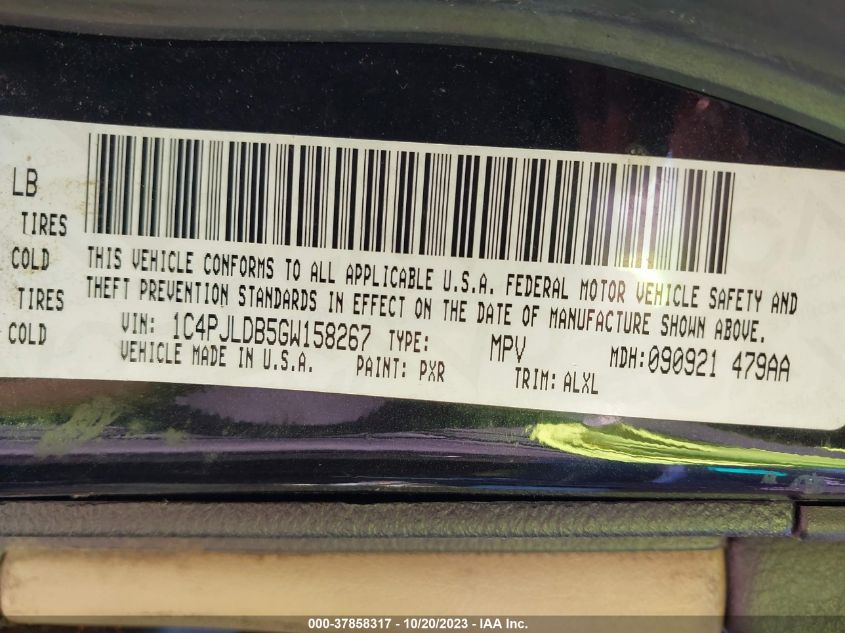 LB
TIRES
COLD
TIRES
COLD
THIS VEHICLE CONFORMS TO ALL APPLICABLE U.S.A. FEDERAL MOTOR VEHICLE SAFETY AND
THEFT PREVENTION STANDARDS IN EFFECT ON THE DATE OF MANUFACTURE SHOWN ABOVE.
VIN: 1C4PJLDB5GW158267 TYPE: MPV MDH:090921 479AA
VEHICLE MADE IN U.S.A. PAINT: PXR TRIM: ALXL
000-37858317 - 10/20/2023 - IAA Inc.